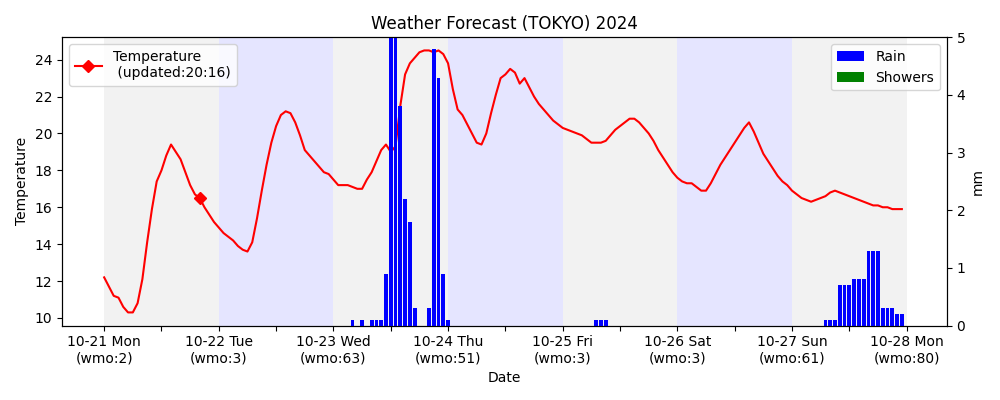 Weather Forecast (TOKYO) 2024
Temperature
(updated:20:16)
Rain
Showers
24
22
20
18
16
14
12
10
Temperature
5
4
3
2
1
0
mm
10-21 Mon
(wmo:2)
10-22 Tue
(wmo:3)
10-23 Wed
(wmo:63)
10-24 Thu
(wmo:51)
10-25 Fri
(wmo:3)
10-26 Sat
(wmo:3)
10-27 Sun
(wmo:61)
10-28 Mon
(wmo:80)
Date